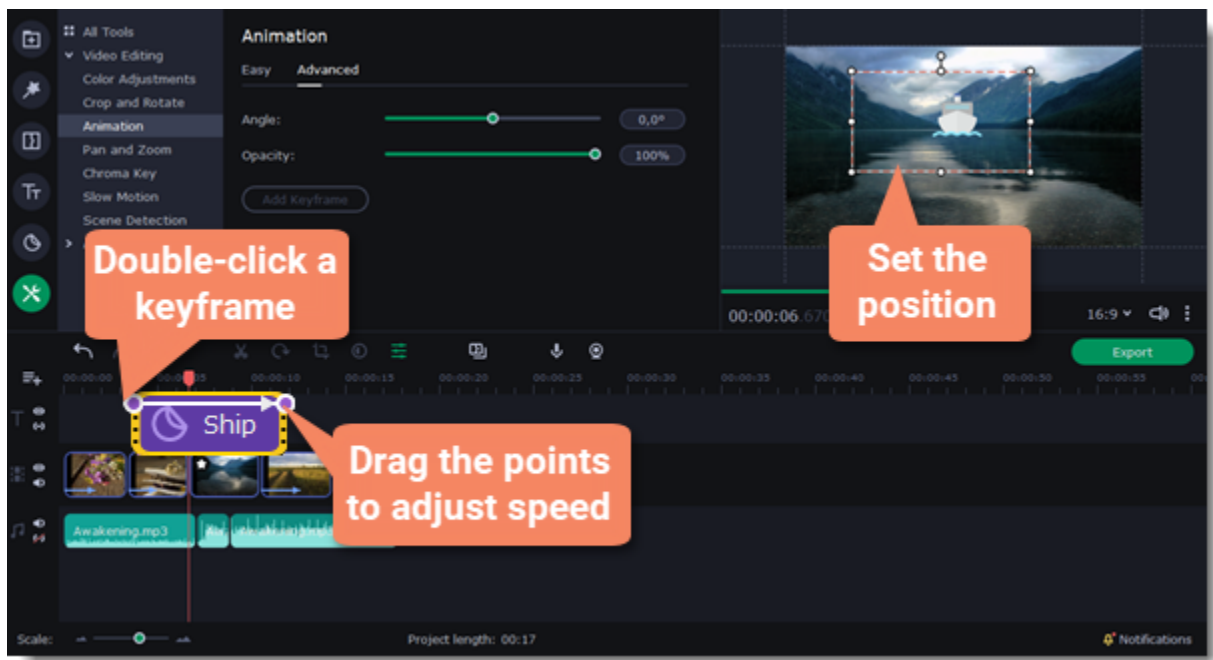 All Tools
Video Editing
Color Adjustments
Crop and Rotate
Animation
Pan and Zoom
Chroma Key
Slow Motion
Scene Detection
Animation
Easy Advanced
Angle: 0,0°
Opacity: 100%
Add Keyframe
Double-click a
keyframe
Set the
position
00:00:06.670
16:9
Export
00:00:00 00:00:10 00:00:15 00:00:20 00:00:25 00:00:30 00:00:35 00:00:40 00:00:45 00:00:50 00:00:55
Ship
Drag the points
to adjust speed
Awakening.mp3
Scale:
Project length: 00:17
Notifications